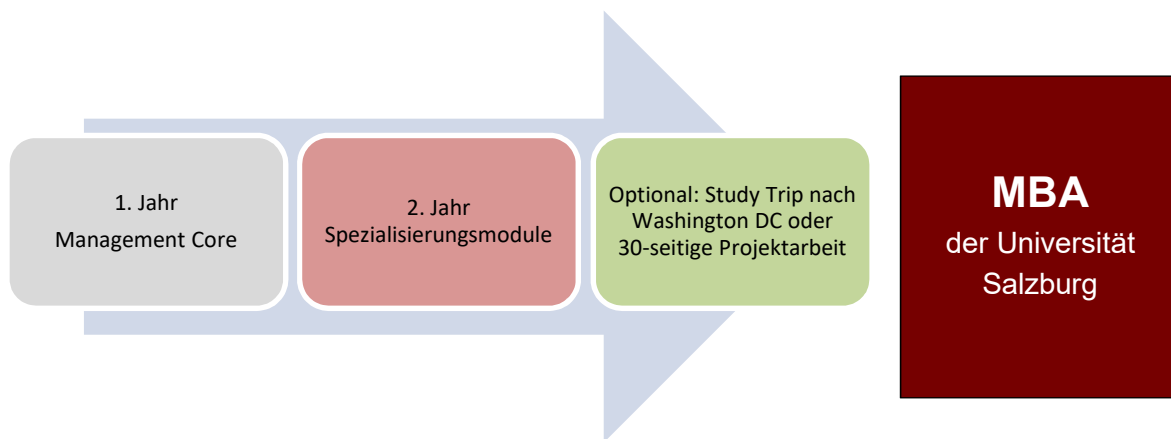 1. Jahr
Management Core
2. Jahr
Spezialisierungsmodule
Optional: Study Trip nach
Washington DC oder
30-seitige Projektarbeit
MBA
der Universität
Salzburg